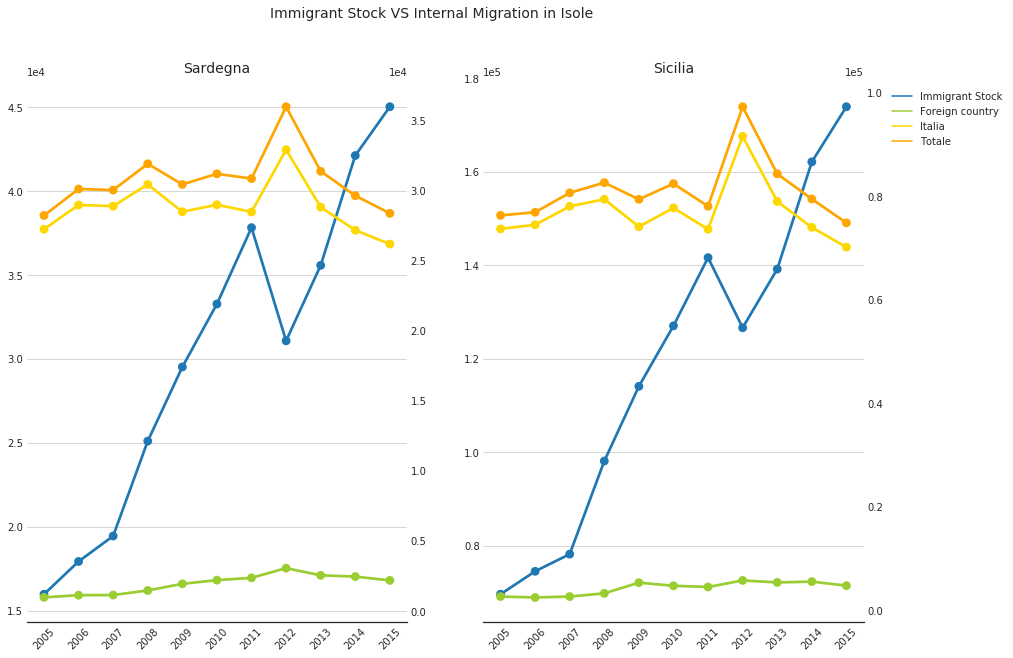 Immigrant Stock VS Internal Migration in Isole
Sardegna
1e4
1e4
4.5
4.0
3.5
3.0
2.5
2.0
1.5
3.5
3.0
2.5
2.0
1.5
1.0
0.5
0.0
2005 2006 2007 2008 2009 2010 2011 2012 2013 2014 2015
Sicilia
1e5
1e5
1.8
1.6
1.4
1.2
1.0
0.8
1.0
0.8
0.6
0.4
0.2
0.0
2005 2006 2007 2008 2009 2010 2011 2012 2013 2014 2015
Immigrant Stock
Foreign country
Italia
Totale